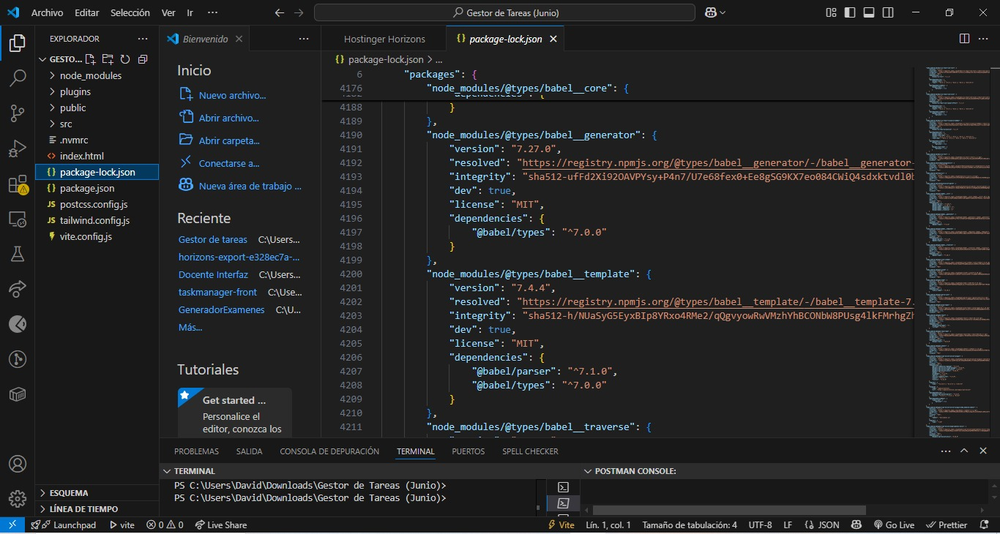 Archivo Editar Selección Ver Ir ···
Gestor de Tareas (Junio)
EXPLORADOR ···
GESTO...
node_modules
plugins
public
src
.nvmrc
<> index.html
{} package-lock.json
{} package.json
JS postcss.config.js
JS tailwind.config.js
vite.config.js
ESQUEMA
LÍNEA DE TIEMPO
Bienvenido ···
Inicio
Nuevo archivo...
Abrir archivo...
Abrir carpeta...
Conectarse a...
Nueva área de trabajo ...
Reciente
Gestor de tareas C:\Users...
horizons-export-e328ec7a-...
Docente Interfaz C:\Users...
taskmanager-front C:\Use...
GeneradorExamenes C:\U...
Más...
Tutoriales
Get started ...
Personalice el
editor, conozca los
Hostinger Horizons {} package-lock.json ···
{} package-lock.json > ...
6 "packages": {
4176 "node_modules/@types/babel__core": {
4182 "dependencies": {
4188 }
4189 },
4190 "node_modules/@types/babel__generator": {
4191 "version": "7.27.0",
4192 "resolved": "https://registry.npmjs.org/@types/babel__generator/-/babel__generator-
4193 "integrity": "sha512-ufFd2Xi92OAVPYsy+P4n7/U7e68fex0+Ee8gSG9KX7eo084CWiQ4sdxktvdl0b
4194 "dev": true,
4195 "license": "MIT",
4196 "dependencies": {
4197 "@babel/types": "^7.0.0"
4198 }
4199 },
4200 "node_modules/@types/babel__template": {
4201 "version": "7.4.4",
4202 "resolved": "https://registry.npmjs.org/@types/babel__template/-/babel__template-7.
4203 "integrity": "sha512-h/NUaSyG5EyxBIp8YRxo4RMe2/qQgvyowRwVMzhYhBCONbW8PUsg4lkFMrhgZh
4204 "dev": true,
4205 "license": "MIT",
4206 "dependencies": {
4207 "@babel/parser": "^7.1.0",
4208 "@babel/types": "^7.0.0"
4209 }
4210 },
4211 "node_modules/@types/babel__traverse": {
PROBLEMAS SALIDA CONSOLA DE DEPURACIÓN TERMINAL PUERTOS SPELL CHECKER ···
TERMINAL
PS C:\Users\David\Downloads\Gestor de Tareas (Junio)>
PS C:\Users\David\Downloads\Gestor de Tareas (Junio)>
POSTMAN CONSOLE:
Launchpad vite 0 0 Live Share Vite Lín. 1, col. 1 Tamaño de tabulación: 4 UTF-8 LF {} JSON Go Live Prettier